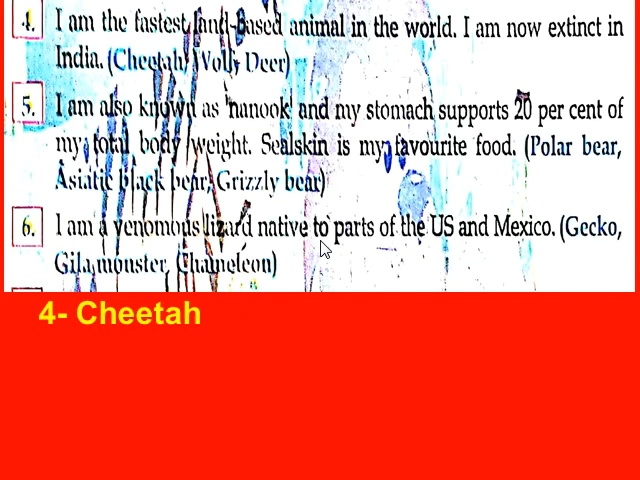 4. I am the fastest land-based animal in the world. I am now extinct in
India. (Cheetah, Wolf, Deer)
5. I am also known as 'nanook' and my stomach supports 20 per cent of
my total body weight. Sealskin is my favourite food. (Polar bear,
Asiatic black bear, Grizzly bear)
6. I am a venomous lizard native to parts of the US and Mexico. (Gecko,
Gila monster, Chameleon)
4- Cheetah